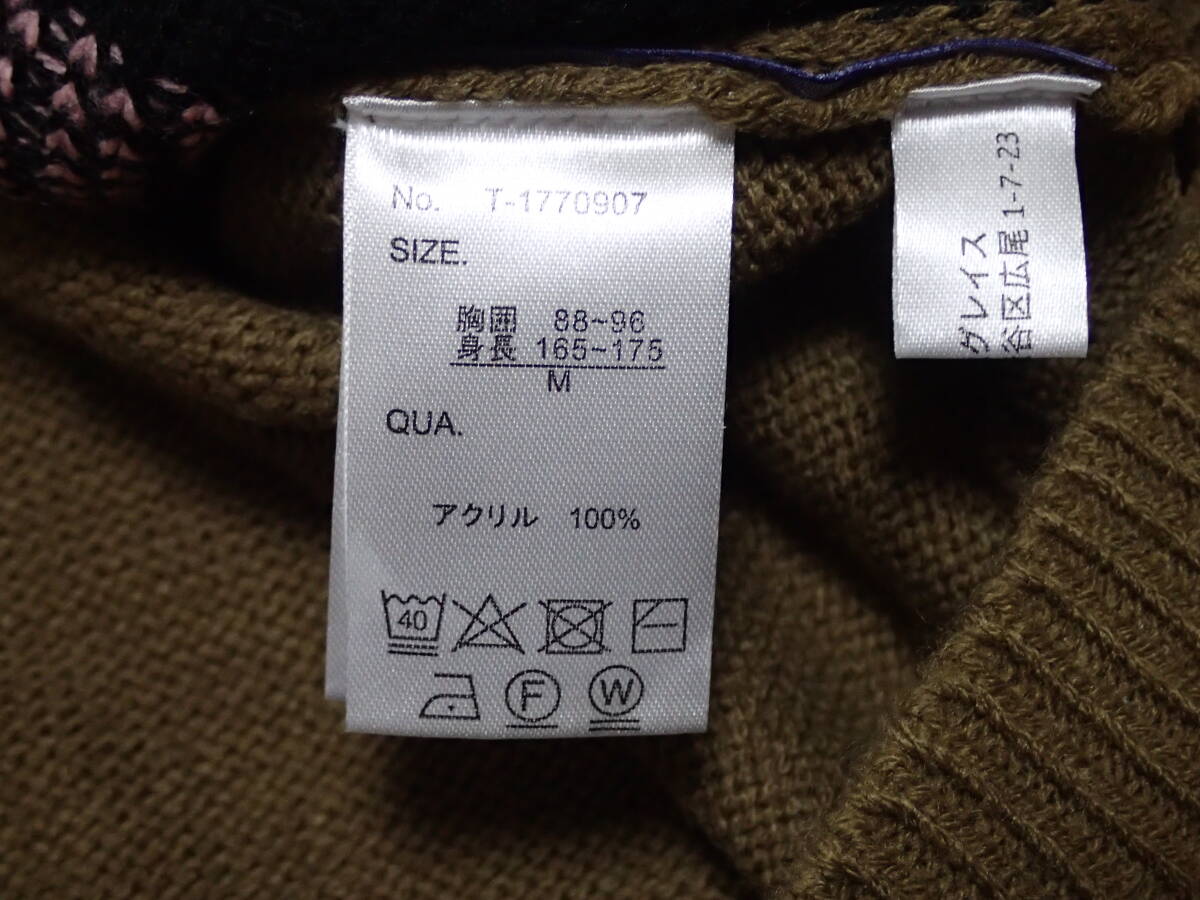 No. T-1770907
SIZE.
胸囲 88~96
身長 165~175
M
QUA.
アクリル 100%
40
F W
グレイス
谷区広尾1-7-23